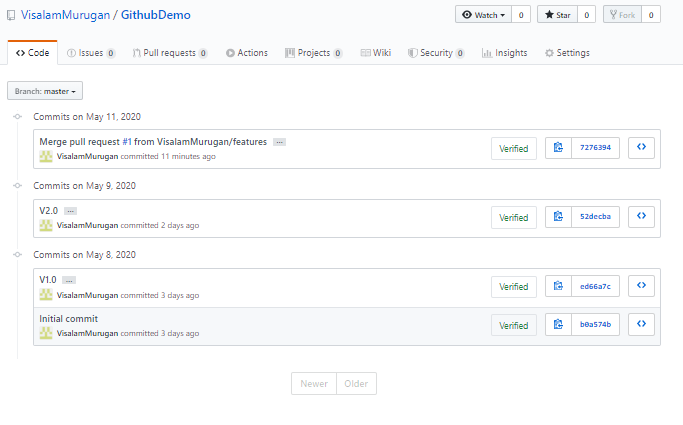 VisalamMurugan / GithubDemo
Watch 0 Star 0 Fork 0
Code Issues 0 Pull requests 0 Actions Projects 0 Wiki Security 0 Insights Settings
Branch: master
Commits on May 11, 2020
Merge pull request #1 from VisalamMurugan/features ...
VisalamMurugan committed 11 minutes ago
Verified 7276394
Commits on May 9, 2020
V2.0 ...
VisalamMurugan committed 2 days ago
Verified 52decba
Commits on May 8, 2020
V1.0 ...
VisalamMurugan committed 3 days ago
Verified ed66a7c
Initial commit
VisalamMurugan committed 3 days ago
Verified b0a574b
Newer Older